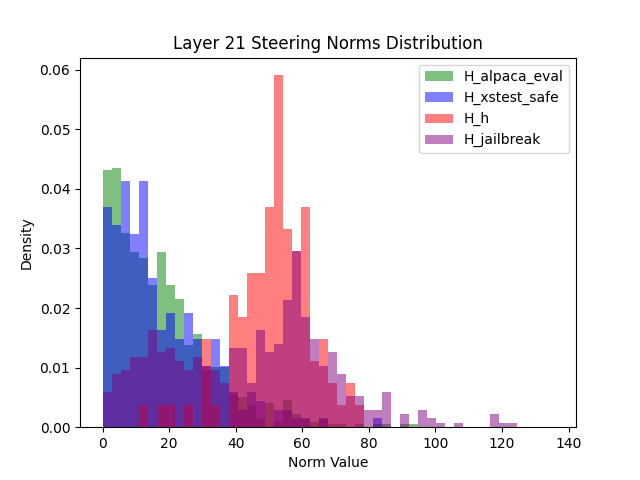 Layer 21 Steering Norms Distribution
H_alpaca_eval
H_xstest_safe
H_h
H_jailbreak
0.06
0.05
0.04
0.03
0.02
0.01
0.00
Density
0 20 40 60 80 100 120 140
Norm Value